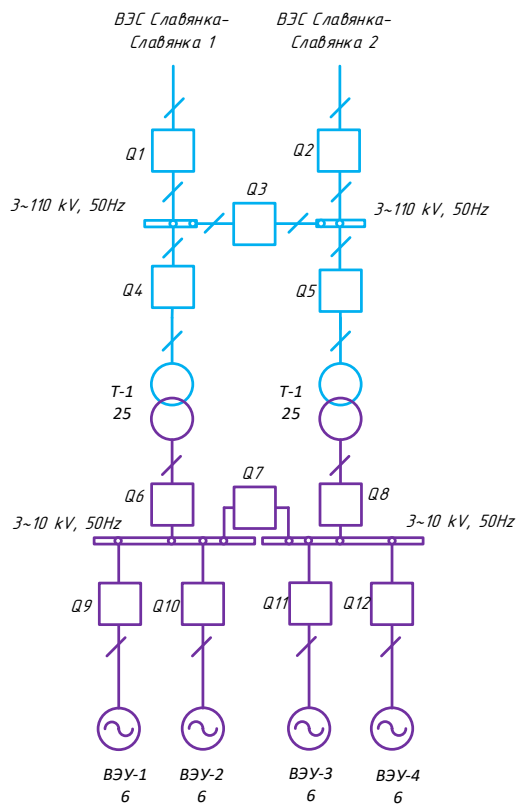 ВЭС Славянка-
Славянка 1
ВЭС Славянка-
Славянка 2
Q1
Q2
Q3
3~110 kV, 50Hz
3~110 kV, 50Hz
Q4
Q5
Т-1
25
Т-1
25
Q6
Q7
Q8
3~10 kV, 50Hz
3~10 kV, 50Hz
Q9
Q10
Q11
Q12
ВЭУ-1
6
ВЭУ-2
6
ВЭУ-3
6
ВЭУ-4
6